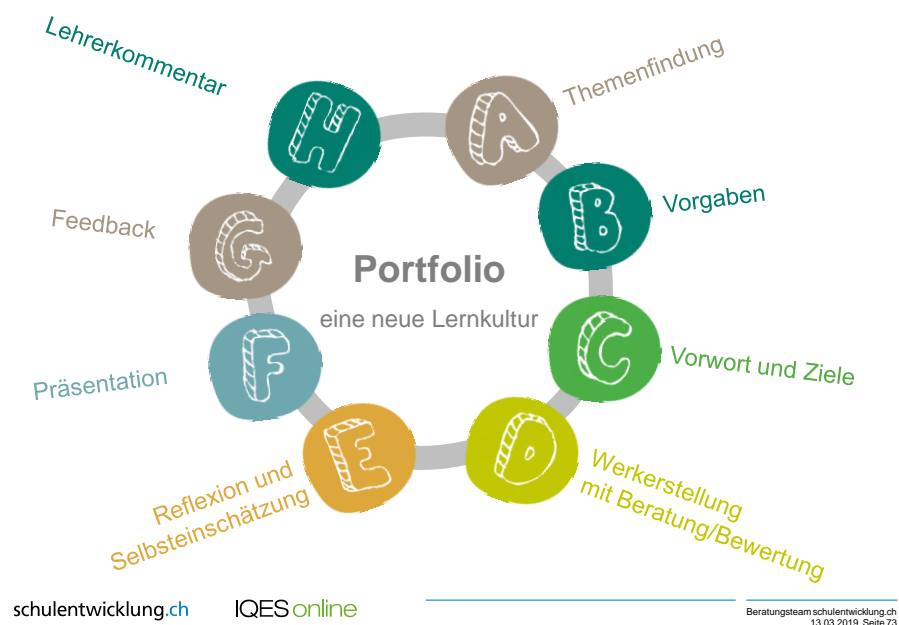 Lehrerkommentar
H
A
Themenfindung
B
Vorgaben
Feedback
G
Portfolio
eine neue Lernkultur
C
Vorwort und Ziele
F
Präsentation
E
Reflexion und
Selbsteinschätzung
D
Werkerstellung
mit Beratung/Bewertung
schulentwicklung.ch
IQES online
Beratungsteam schulentwicklung.ch
13.03.2019 Seite 73